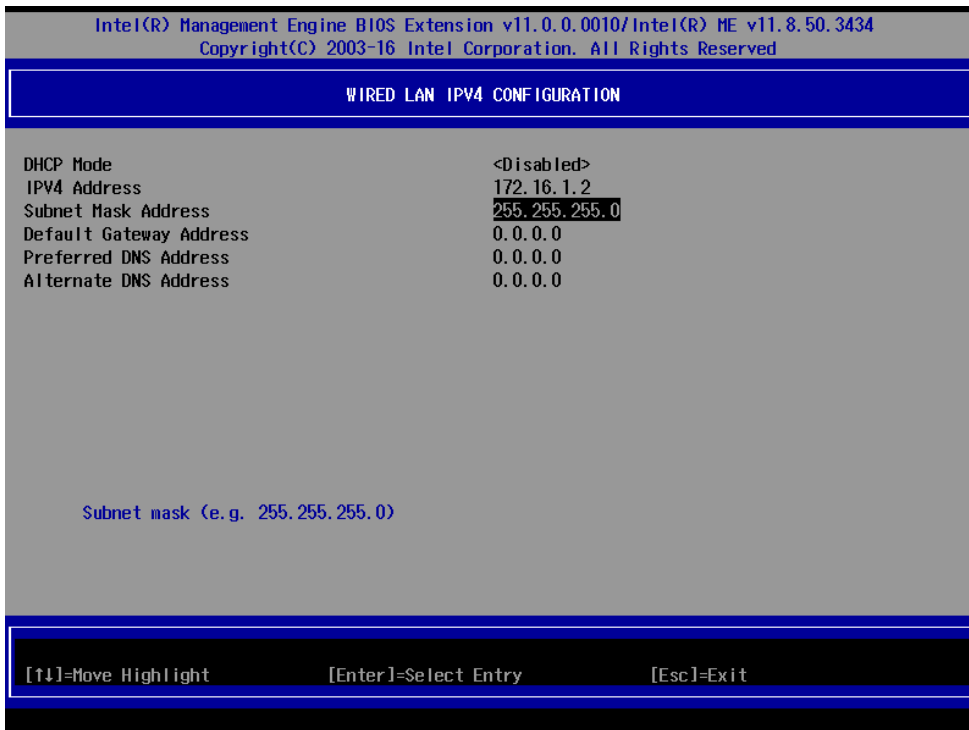 Intel(R) Management Engine BIOS Extension v11.0.0.0010/Intel(R) ME v11.8.50.3434
Copyright(C) 2003-16 Intel Corporation. All Rights Reserved
WIRED LAN IPV4 CONFIGURATION
DHCP Mode <Disabled>
IPV4 Address 172.16.1.2
Subnet Mask Address 255.255.255.0
Default Gateway Address 0.0.0.0
Preferred DNS Address 0.0.0.0
Alternate DNS Address 0.0.0.0
Subnet mask (e.g. 255.255.255.0)
[↑↓]=Move Highlight [Enter]=Select Entry [Esc]=Exit